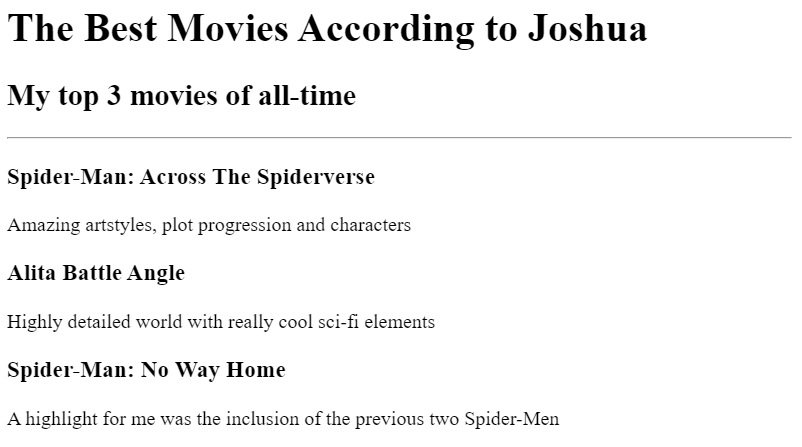 The Best Movies According to Joshua
My top 3 movies of all-time
Spider-Man: Across The Spiderverse
Amazing artstyles, plot progression and characters
Alita Battle Angle
Highly detailed world with really cool sci-fi elements
Spider-Man: No Way Home
A highlight for me was the inclusion of the previous two Spider-Men